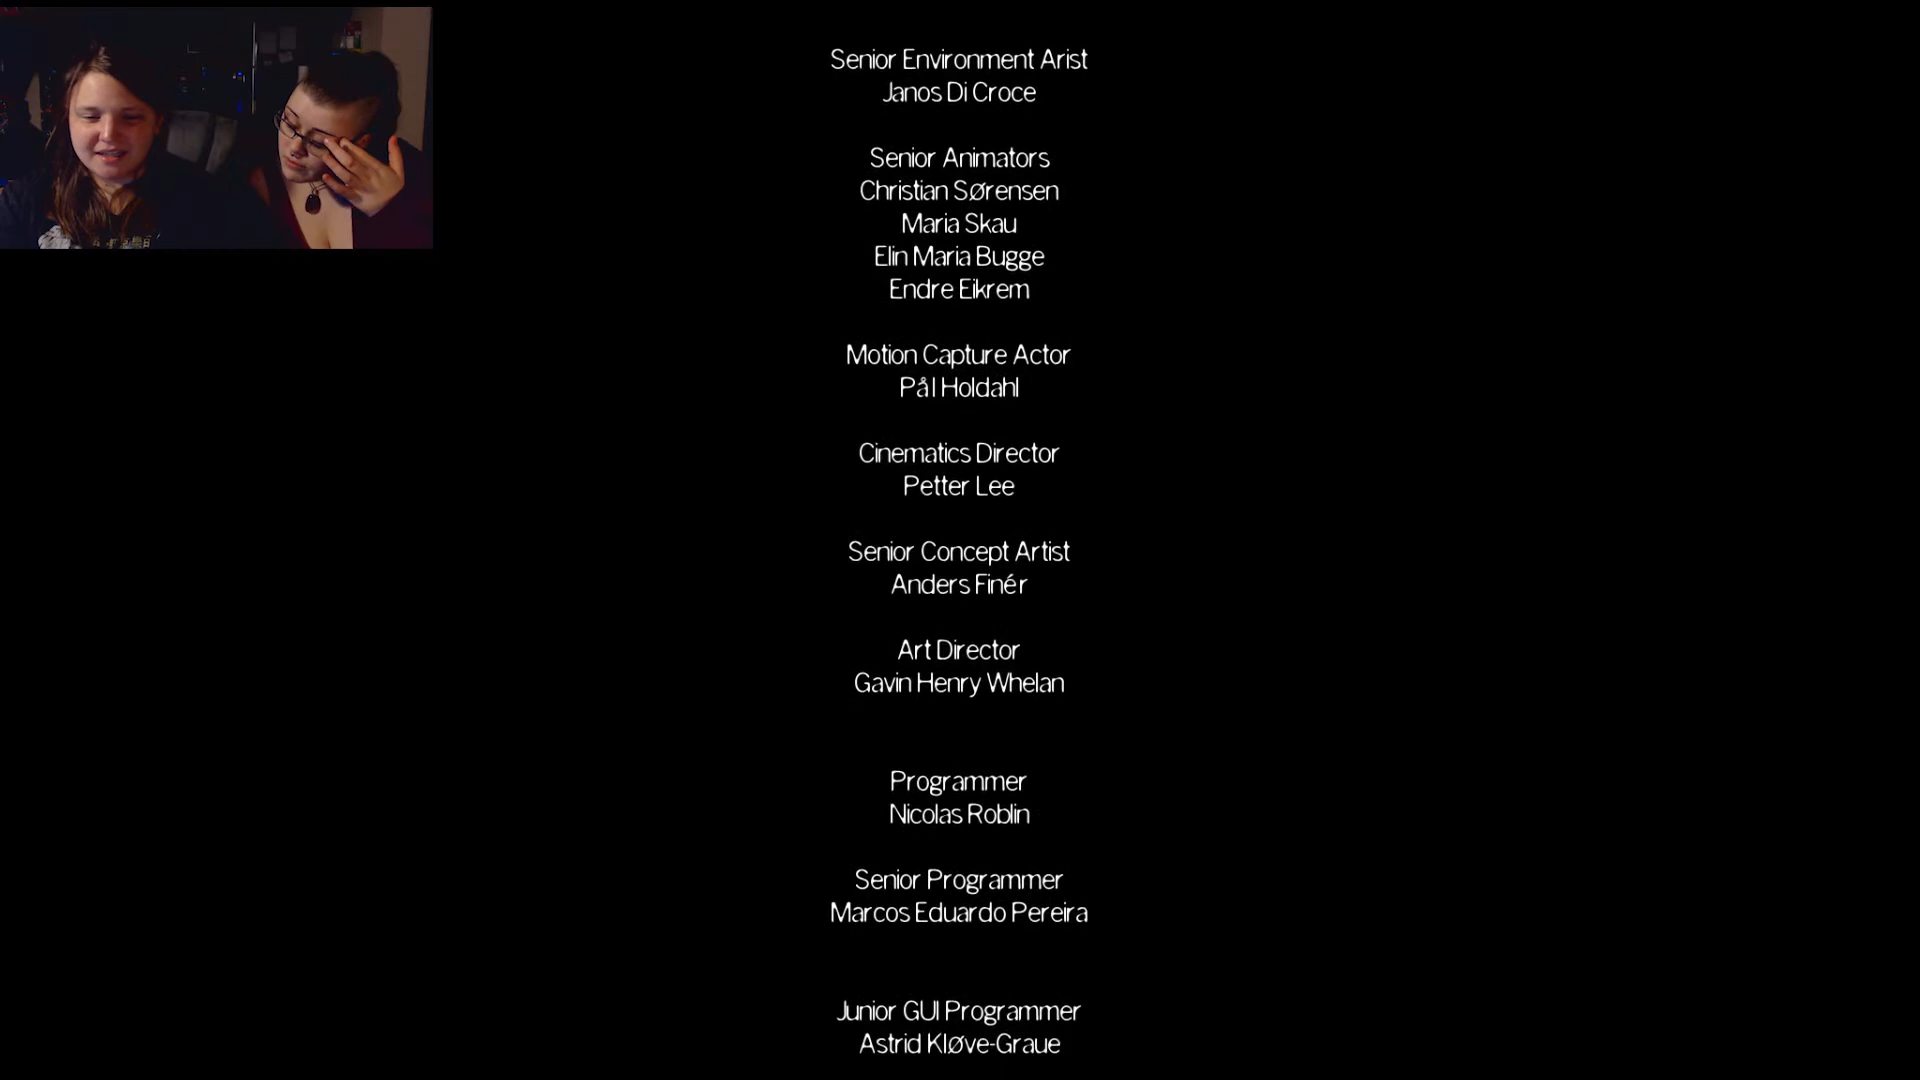 Senior Environment Arist
Janos Di Croce
Senior Animators
Christian Sørensen
Maria Skau
Elin Maria Bugge
Endre Eikrem
Motion Capture Actor
Pål Holdahl
Cinematics Director
Petter Lee
Senior Concept Artist
Anders Finér
Art Director
Gavin Henry Whelan
Programmer
Nicolas Roblin
Senior Programmer
Marcos Eduardo Pereira
Junior GUI Programmer
Astrid Kløve-Graue